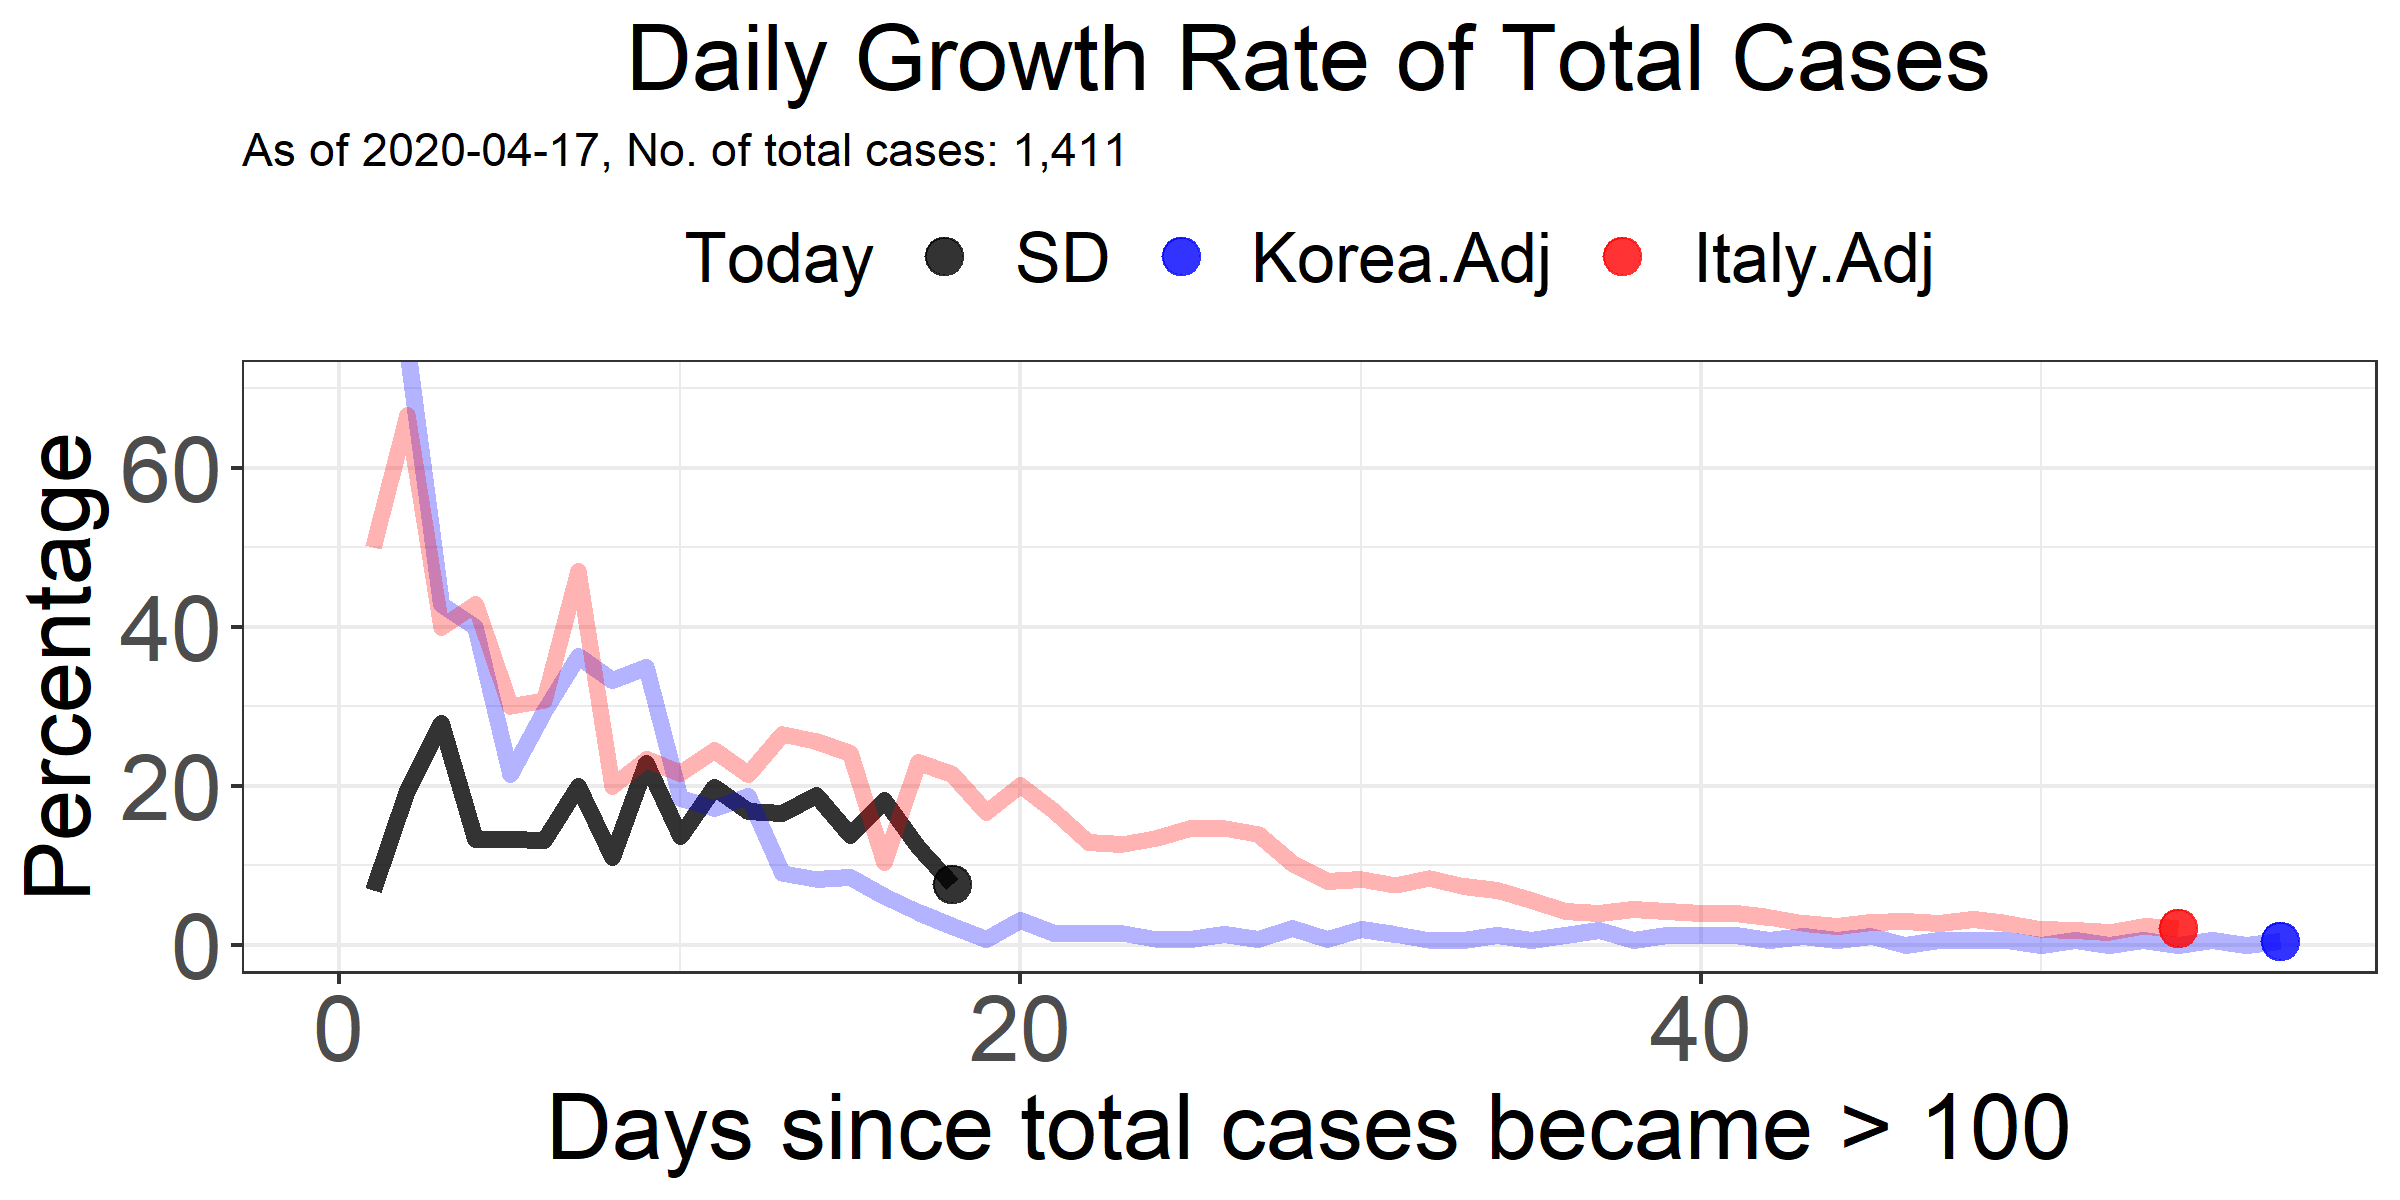 Daily Growth Rate of Total Cases
As of 2020-04-17, No. of total cases: 1,411
Today SD Korea.Adj Italy.Adj
Percentage
60
40
20
0
0 20 40
Days since total cases became > 100